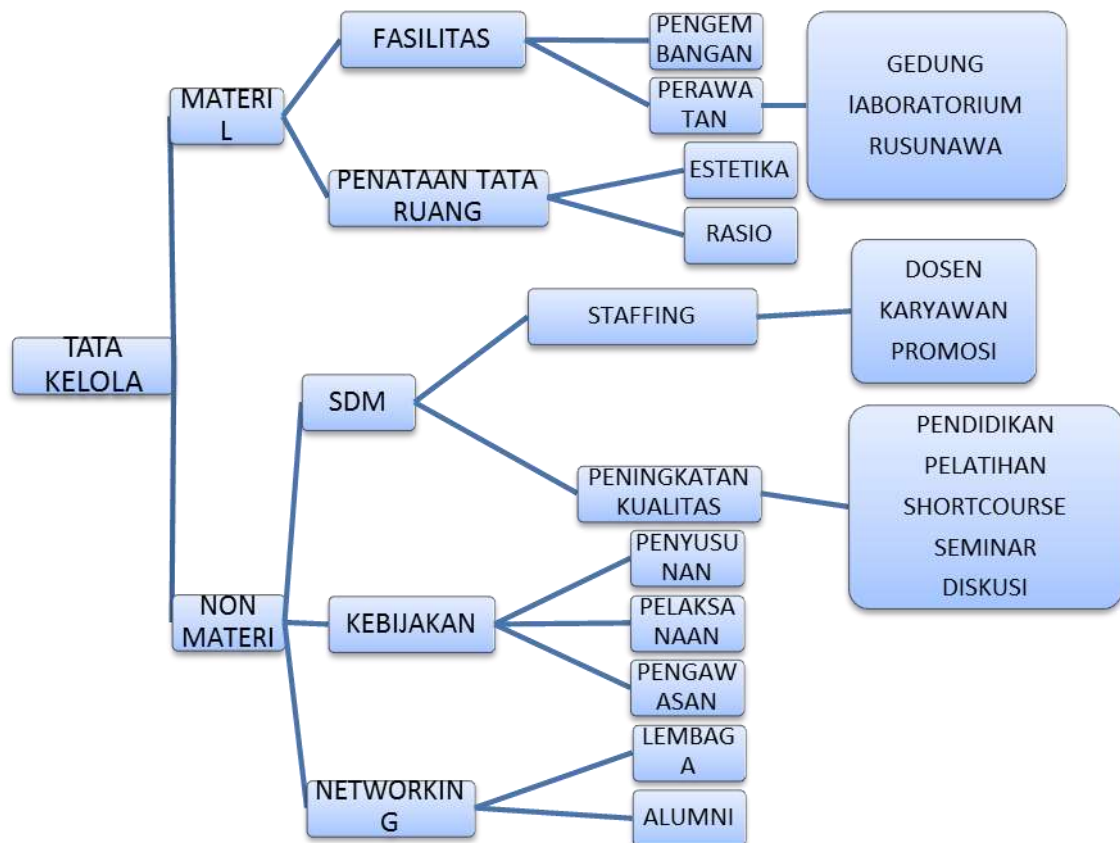 TATA
KELOLA
MATERI
L
FASILITAS
PENGEM
BANGAN
PERAWA
TAN
GEDUNG
lABORATORIUM
RUSUNAWA
PENATAAN TATA
RUANG
ESTETIKA
RASIO
NON
MATERI
SDM
STAFFING
DOSEN
KARYAWAN
PROMOSI
PENINGKATAN
KUALITAS
PENDIDIKAN
PELATIHAN
SHORTCOURSE
SEMINAR
DISKUSI
KEBIJAKAN
PENYUSU
NAN
PELAKSA
NAAN
PENGAW
ASAN
NETWORKIN
G
LEMBAG
A
ALUMNI